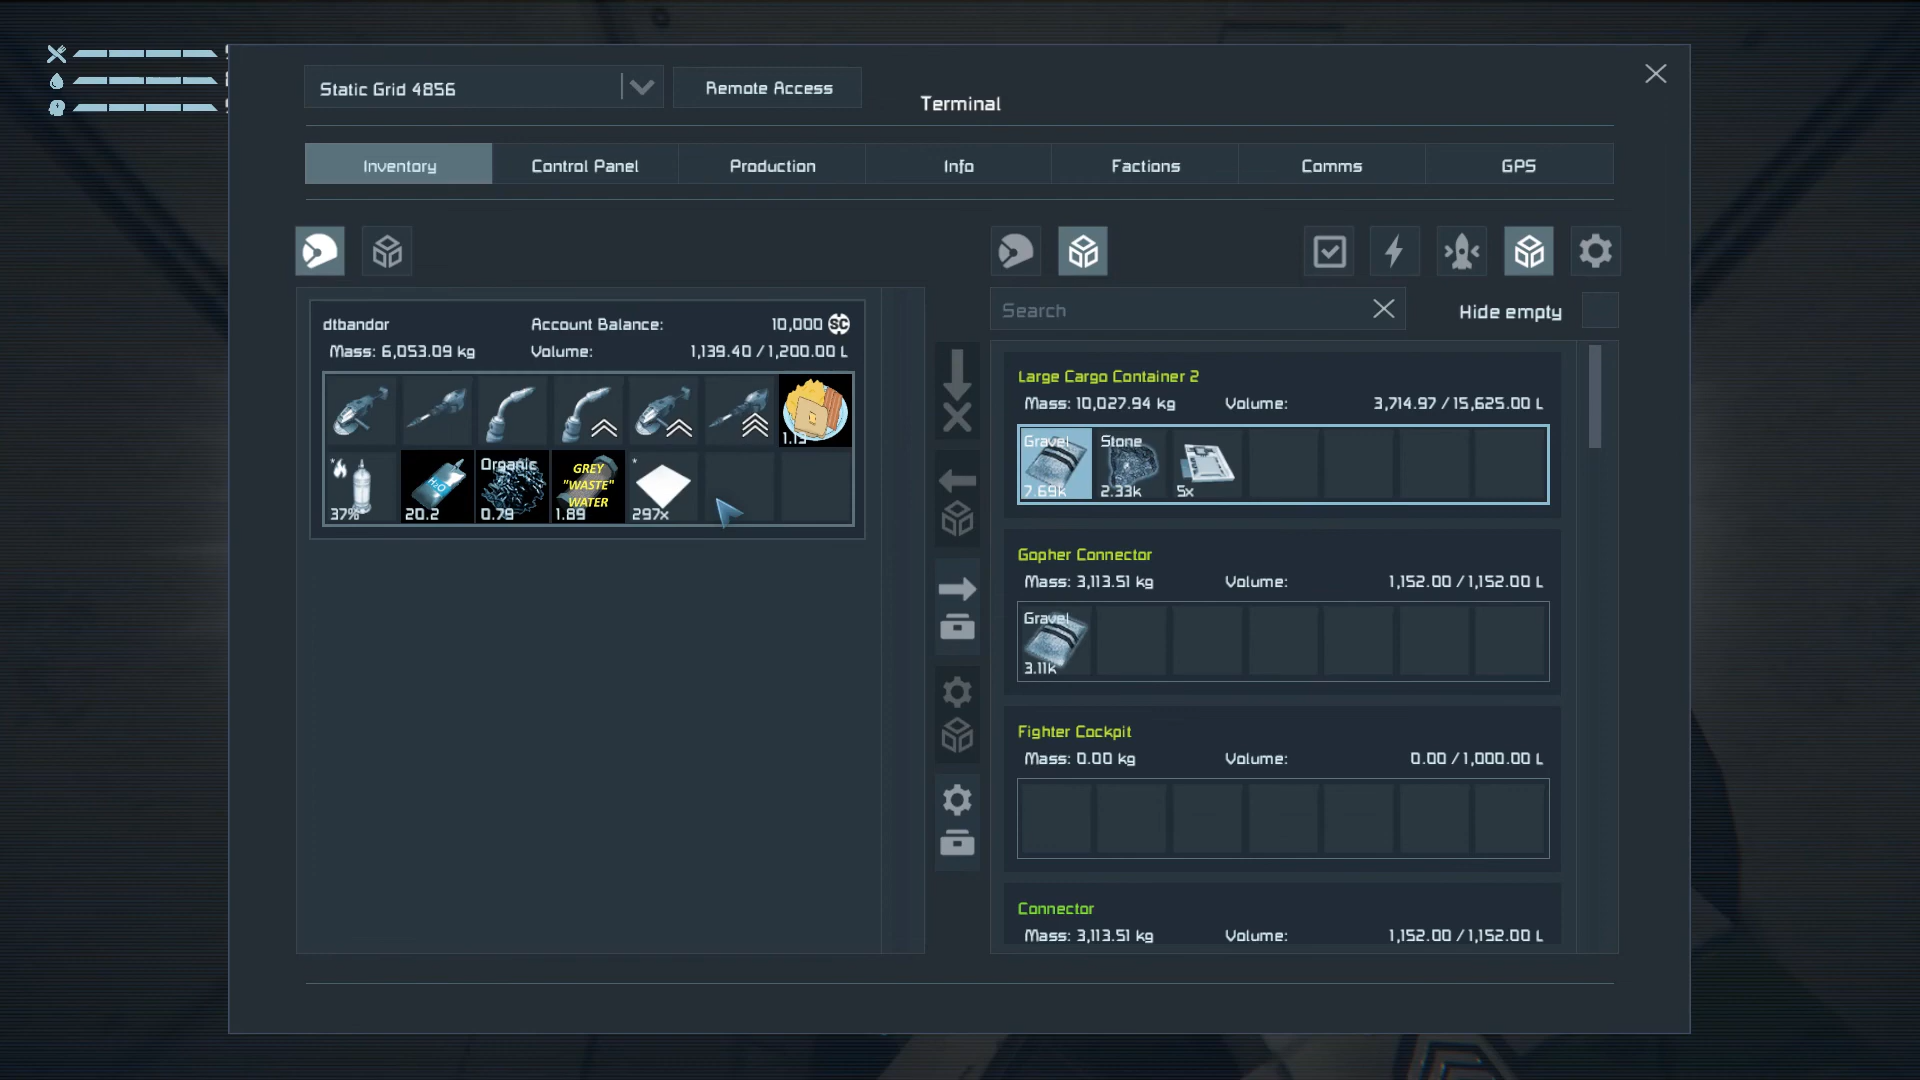 Static Grid 4856
Remote Access
Terminal
Inventory
Control Panel
Production
Info
Factions
Comms
GPS
Search
Hide empty
dtbandor
Account Balance:
10,000 SC
Mass: 6,053.09 kg
Volume:
1,139.40 / 1,200.00 L
1.13
37%
20.2
Organic
0.79
GREY
"WASTE"
WATER
1.89
297x
Large Cargo Container 2
Mass: 10,027.94 kg
Volume:
3,714.97 / 15,625.00 L
Gravel
7.69k
Stone
2.33k
5x
Gopher Connector
Mass: 3,113.51 kg
Volume:
1,152.00 / 1,152.00 L
Gravel
3.11k
Fighter Cockpit
Mass: 0.00 kg
Volume:
0.00 / 1,000.00 L
Connector
Mass: 3,113.51 kg
Volume:
1,152.00 / 1,152.00 L